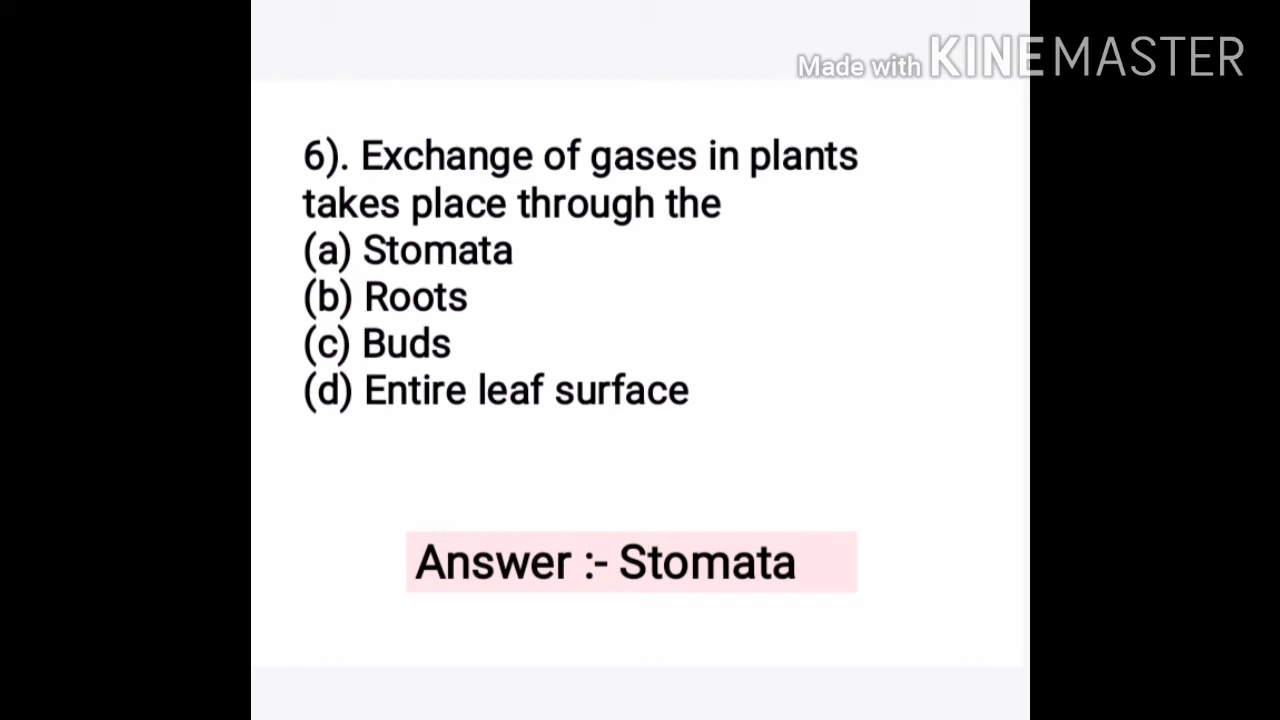 Made with KINEMASTER
6). Exchange of gases in plants
takes place through the
(a) Stomata
(b) Roots
(c) Buds
(d) Entire leaf surface
Answer :- Stomata